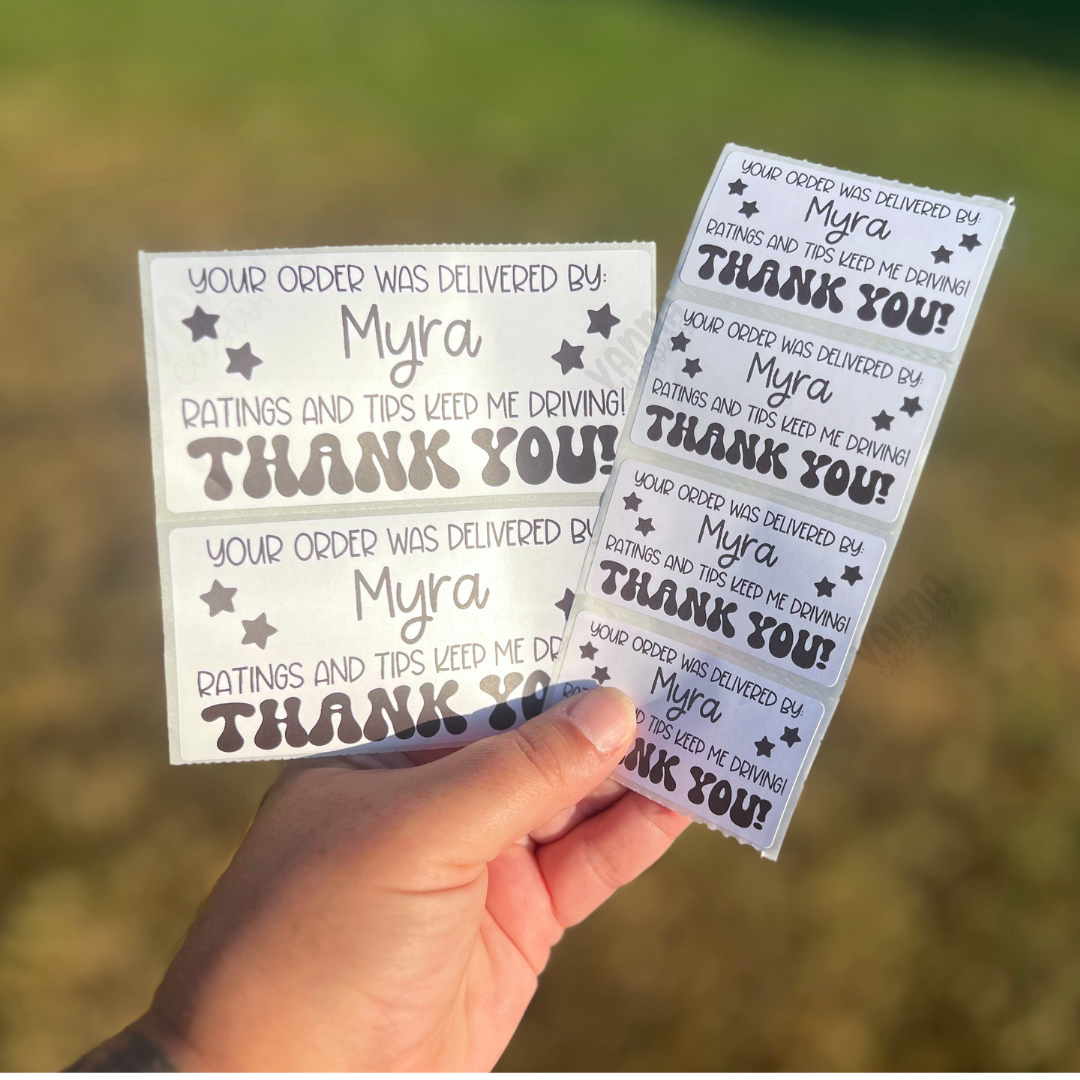 YOUR ORDER WAS DELIVERED BY:
Myra
RATINGS AND TIPS KEEP ME DRIVING!
THANK YOU!
YOUR ORDER WAS DELIVERED BY
Myra
RATINGS AND TIPS KEEP ME DR
THANK YO
YOUR ORDER WAS DELIVERED BY:
Myra
RATINGS AND TIPS KEEP ME DRIVING!
THANK YOU!
YOUR ORDER WAS DELIVERED BY:
Myra
RATINGS AND TIPS KEEP ME DRIVING!
THANK YOU!
YOUR ORDER WAS DELIVERED BY:
Myra
RATINGS AND TIPS KEEP ME DRIVING!
THANK YOU!
YOUR ORDER WAS DELIVERED BY:
Myra
TIPS KEEP ME DRIVING!
NK YOU!